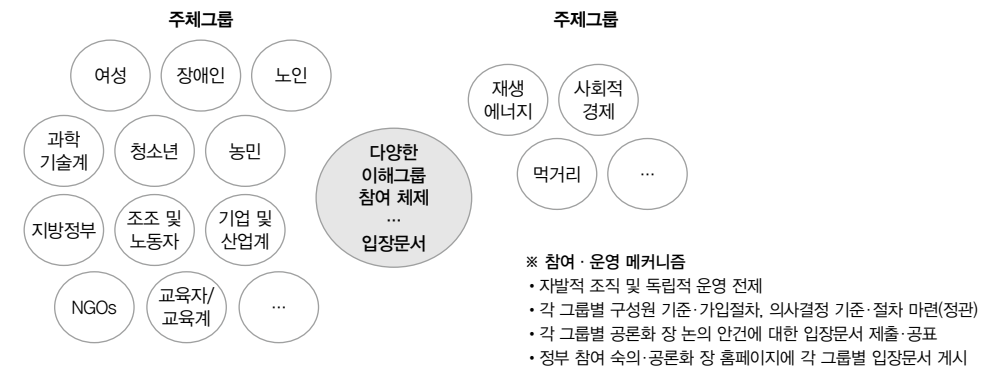 주체그룹
여성
장애인
노인
과학
기술계
청소년
농민
지방정부
조조 및
노동자
기업 및
산업계
NGOs
교육자/
교육계
…
다양한
이해그룹
참여 체제
…
입장문서
주제그룹
재생
에너지
사회적
경제
먹거리
…
※ 참여 · 운영 메커니즘
• 자발적 조직 및 독립적 운영 전제
• 각 그룹별 구성원 기준·가입절차, 의사결정 기준·절차 마련(정관)
• 각 그룹별 공론화 장 논의 안건에 대한 입장문서 제출·공표
• 정부 참여 숙의·공론화 장 홈페이지에 각 그룹별 입장문서 게시